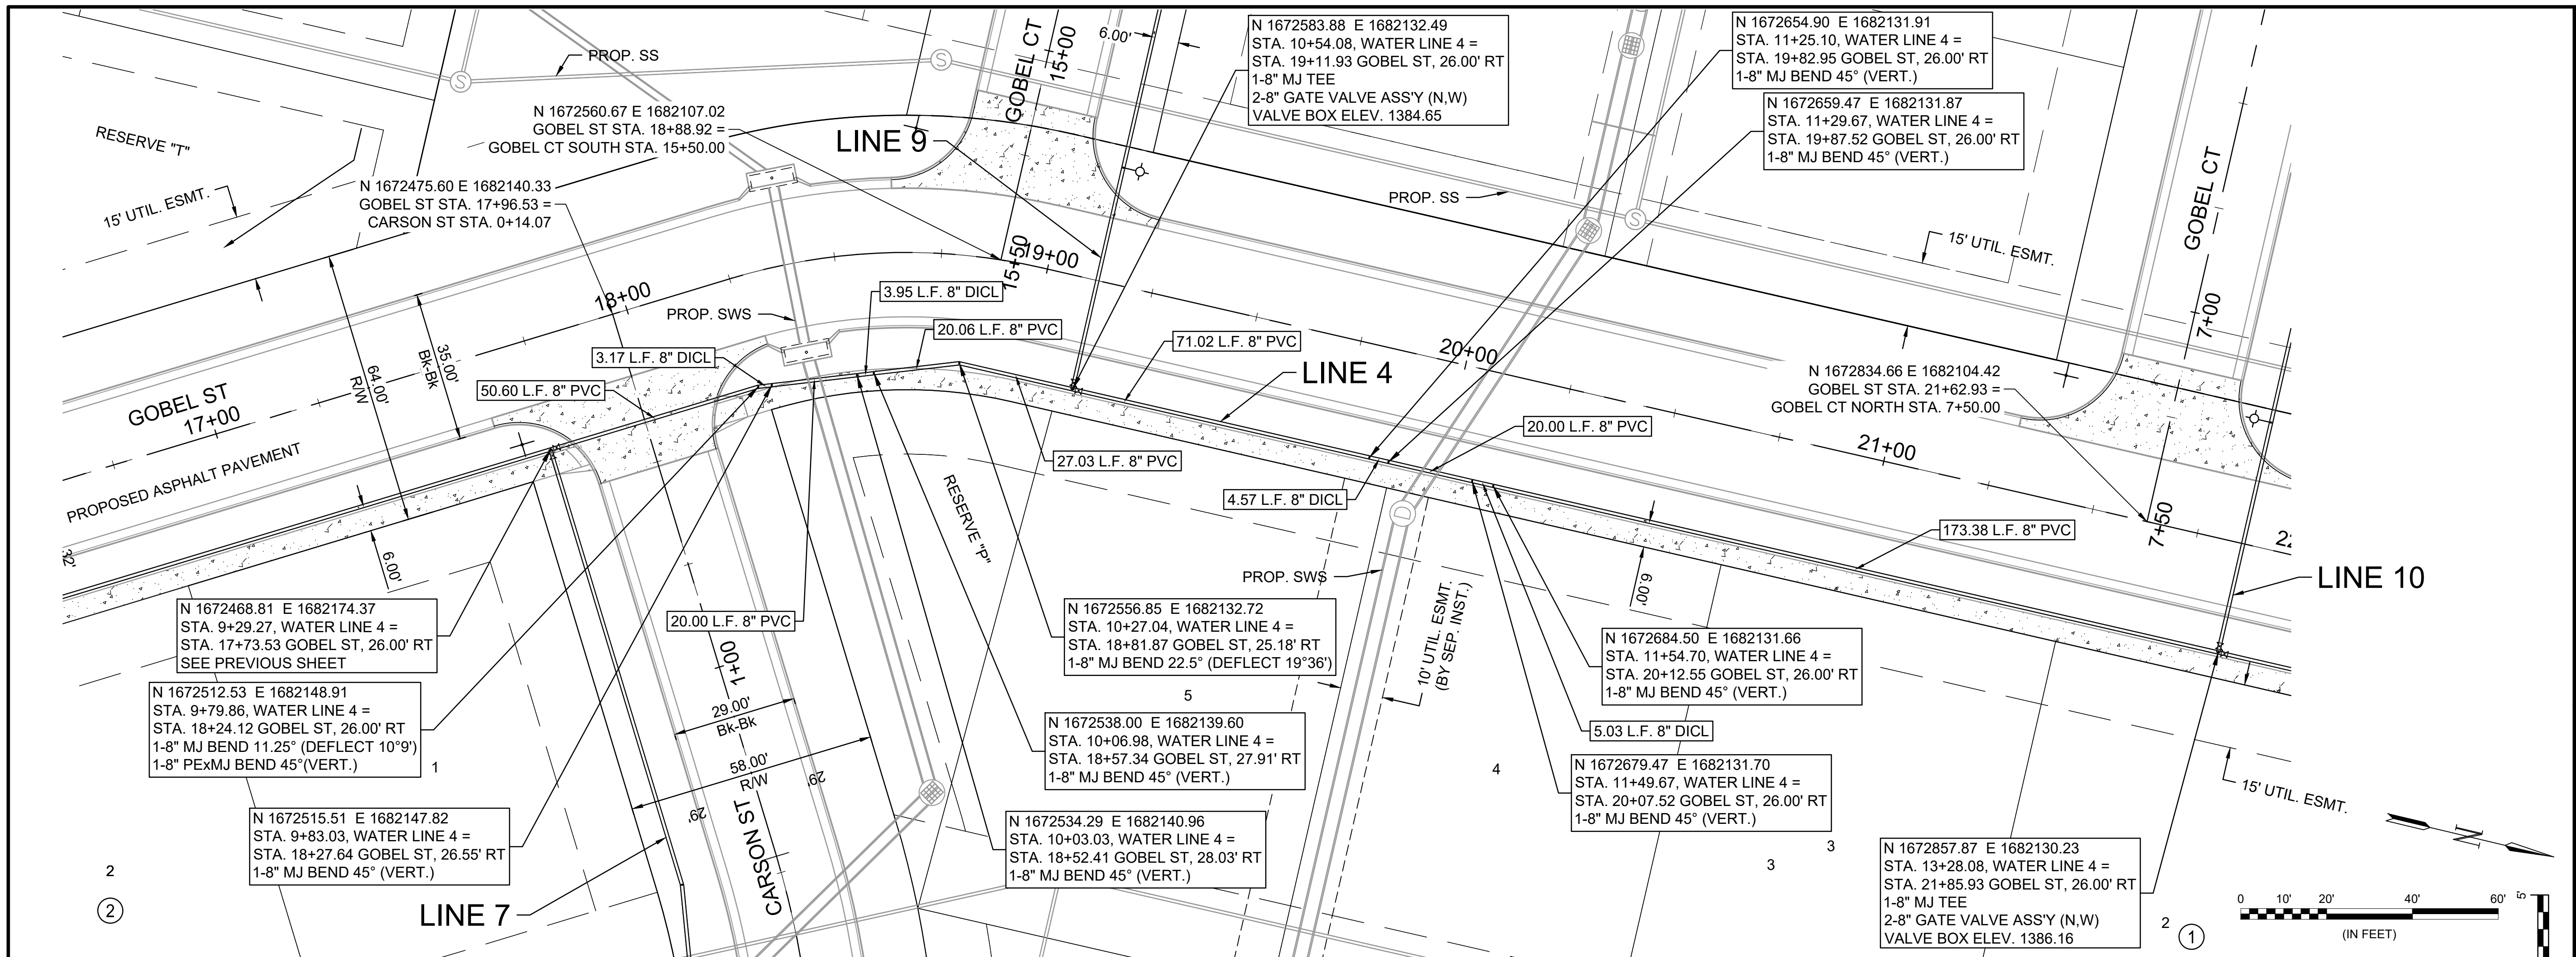 N 1672583.88 E 1682132.49
STA. 10+54.08, WATER LINE 4 =
STA. 19+11.93 GOBEL ST, 26.00' RT
1-8" MJ TEE
2-8" GATE VALVE ASS'Y (N,W)
VALVE BOX ELEV. 1384.65
N 1672654.90 E 1682131.91
STA. 11+25.10, WATER LINE 4 =
STA. 19+82.95 GOBEL ST, 26.00' RT
1-8" MJ BEND 45° (VERT.)
N 1672659.47 E 1682131.87
STA. 11+29.67, WATER LINE 4 =
STA. 19+87.52 GOBEL ST, 26.00' RT
1-8" MJ BEND 45° (VERT.)
PROP. SS
GOBEL CT
15+00
6.00'
RESERVE "T"
15' UTIL. ESMT.
N 1672560.67 E 1682107.02
GOBEL ST STA. 18+88.92 =
GOBEL CT SOUTH STA. 15+50.00
LINE 9
N 1672475.60 E 1682140.33
GOBEL ST STA. 17+96.53 =
CARSON ST STA. 0+14.07
PROP. SS
15' UTIL. ESMT.
GOBEL CT
7+00
15+50
19+00
18+00
PROP. SWS
3.95 L.F. 8" DICL
20.06 L.F. 8" PVC
3.17 L.F. 8" DICL
50.60 L.F. 8" PVC
71.02 L.F. 8" PVC
LINE 4
20+00
N 1672834.66 E 1682104.42
GOBEL ST STA. 21+62.93 =
GOBEL CT NORTH STA. 7+50.00
35.00'
Bk-Bk
64.00'
R/W
GOBEL ST
17+00
PROPOSED ASPHALT PAVEMENT
32'
6.00'
27.03 L.F. 8" PVC
20.00 L.F. 8" PVC
4.57 L.F. 8" DICL
21+00
173.38 L.F. 8" PVC
7+50
22
LINE 10
RESERVE "P"
PROP. SWS
10' UTIL. ESMT.
(BY SEP. INST.)
6.00'
N 1672468.81 E 1682174.37
STA. 9+29.27, WATER LINE 4 =
STA. 17+73.53 GOBEL ST, 26.00' RT
SEE PREVIOUS SHEET
20.00 L.F. 8" PVC
N 1672556.85 E 1682132.72
STA. 10+27.04, WATER LINE 4 =
STA. 18+81.87 GOBEL ST, 25.18' RT
1-8" MJ BEND 22.5° (DEFLECT 19°36')
N 1672684.50 E 1682131.66
STA. 11+54.70, WATER LINE 4 =
STA. 20+12.55 GOBEL ST, 26.00' RT
1-8" MJ BEND 45° (VERT.)
N 1672512.53 E 1682148.91
STA. 9+79.86, WATER LINE 4 =
STA. 18+24.12 GOBEL ST, 26.00' RT
1-8" MJ BEND 11.25° (DEFLECT 10°9')
1-8" PExMJ BEND 45°(VERT.)
1
1+00
29.00'
Bk-Bk
58.00'
R/W
29'
29'
CARSON ST
5
N 1672538.00 E 1682139.60
STA. 10+06.98, WATER LINE 4 =
STA. 18+57.34 GOBEL ST, 27.91' RT
1-8" MJ BEND 45° (VERT.)
5.03 L.F. 8" DICL
4
N 1672679.47 E 1682131.70
STA. 11+49.67, WATER LINE 4 =
STA. 20+07.52 GOBEL ST, 26.00' RT
1-8" MJ BEND 45° (VERT.)
15' UTIL. ESMT.
N 1672515.51 E 1682147.82
STA. 9+83.03, WATER LINE 4 =
STA. 18+27.64 GOBEL ST, 26.55' RT
1-8" MJ BEND 45° (VERT.)
N 1672534.29 E 1682140.96
STA. 10+03.03, WATER LINE 4 =
STA. 18+52.41 GOBEL ST, 28.03' RT
1-8" MJ BEND 45° (VERT.)
3
3
N 1672857.87 E 1682130.23
STA. 13+28.08, WATER LINE 4 =
STA. 21+85.93 GOBEL ST, 26.00' RT
1-8" MJ TEE
2-8" GATE VALVE ASS'Y (N,W)
VALVE BOX ELEV. 1386.16
2
2
LINE 7
2
1
N
0 10' 20' 40' 60'
(IN FEET)
5